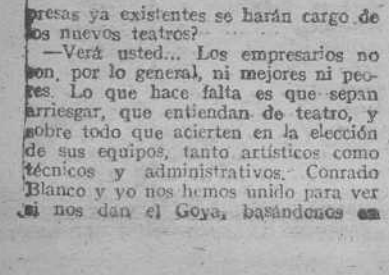 presas ya existentes se harán cargo de
los nuevos teatros?
—Verá usted... Los empresarios no
son, por lo general, ni mejores ni peo-
res. Lo que hace falta es que sepan
arriesgar, que entiendan de teatro, y
sobre todo que acierten en la elección
de sus equipos, tanto artísticos como
técnicos y administrativos. Conrado
Blanco y yo nos hemos unido para ver
si nos dan el Goya, basándonos en